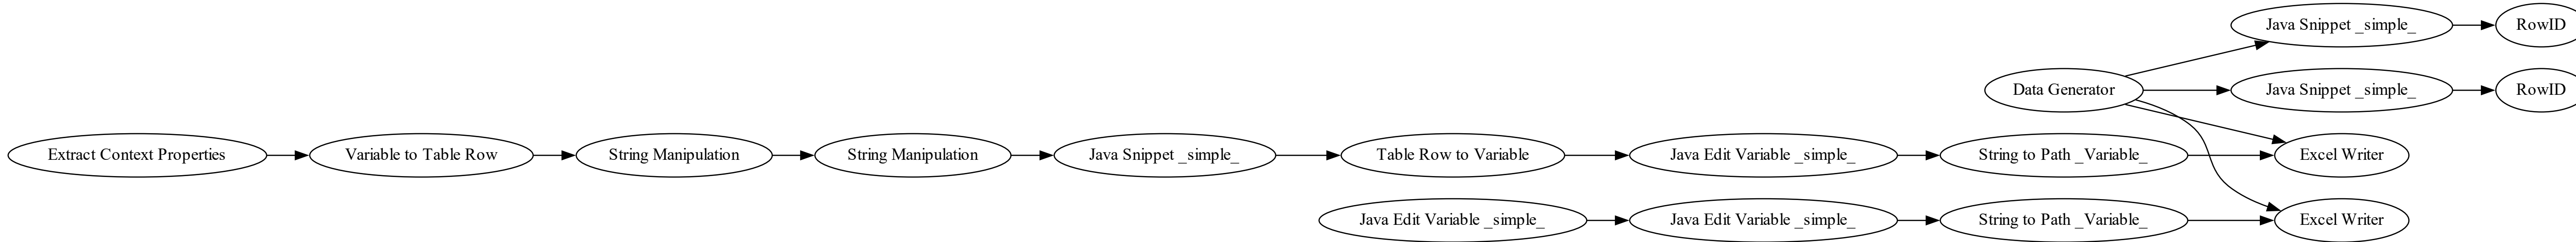 Java Snippet _simple_
RowID
Data Generator
Java Snippet _simple_
RowID
Extract Context Properties
Variable to Table Row
String Manipulation
String Manipulation
Java Snippet _simple_
Table Row to Variable
Java Edit Variable _simple_
String to Path _Variable_
Excel Writer
Java Edit Variable _simple_
Java Edit Variable _simple_
String to Path _Variable_
Excel Writer